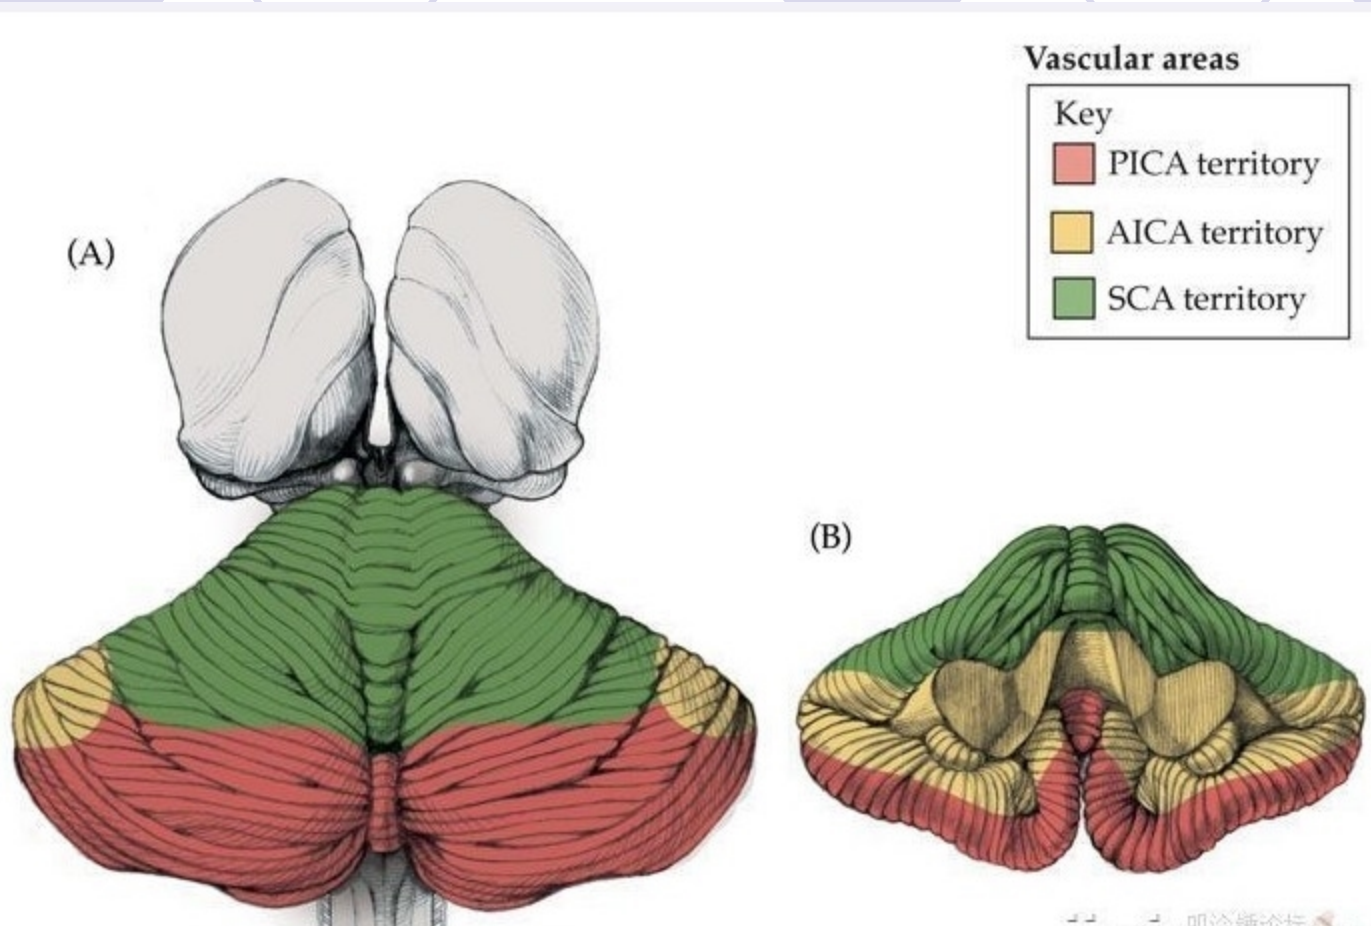 Vascular areas
Key
PICA territory
AICA territory
SCA territory
(A)
(B)